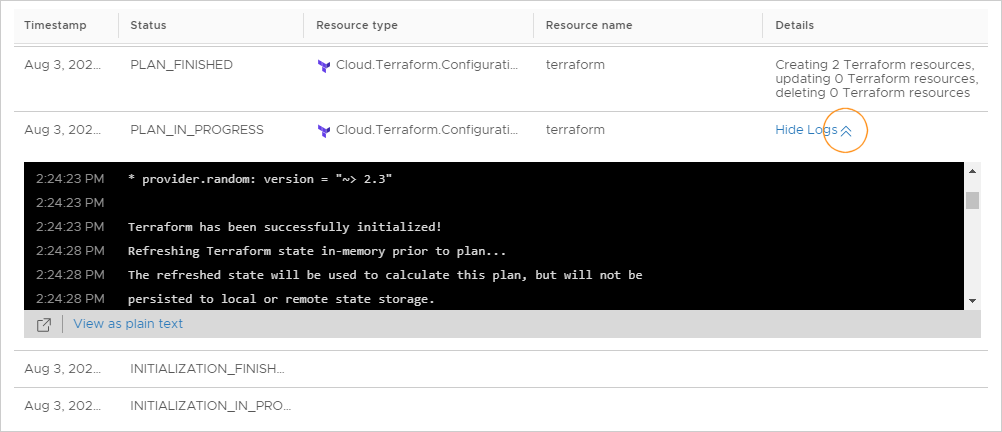 Timestamp Status Resource type Resource name Details
Aug 3, 202... PLAN_FINISHED Cloud.Terraform.Configurati... terraform Creating 2 Terraform resources,
updating 0 Terraform resources,
deleting 0 Terraform resources
Aug 3, 202... PLAN_IN_PROGRESS Cloud.Terraform.Configurati... terraform Hide Logs
2:24:23 PM * provider.random: version = "~> 2.3"
2:24:23 PM
2:24:23 PM Terraform has been successfully initialized!
2:24:28 PM Refreshing Terraform state in-memory prior to plan...
2:24:28 PM The refreshed state will be used to calculate this plan, but will not be
2:24:28 PM persisted to local or remote state storage.
View as plain text
Aug 3, 202... INITIALIZATION_FINISH...
Aug 3, 202... INITIALIZATION_IN_PRO...